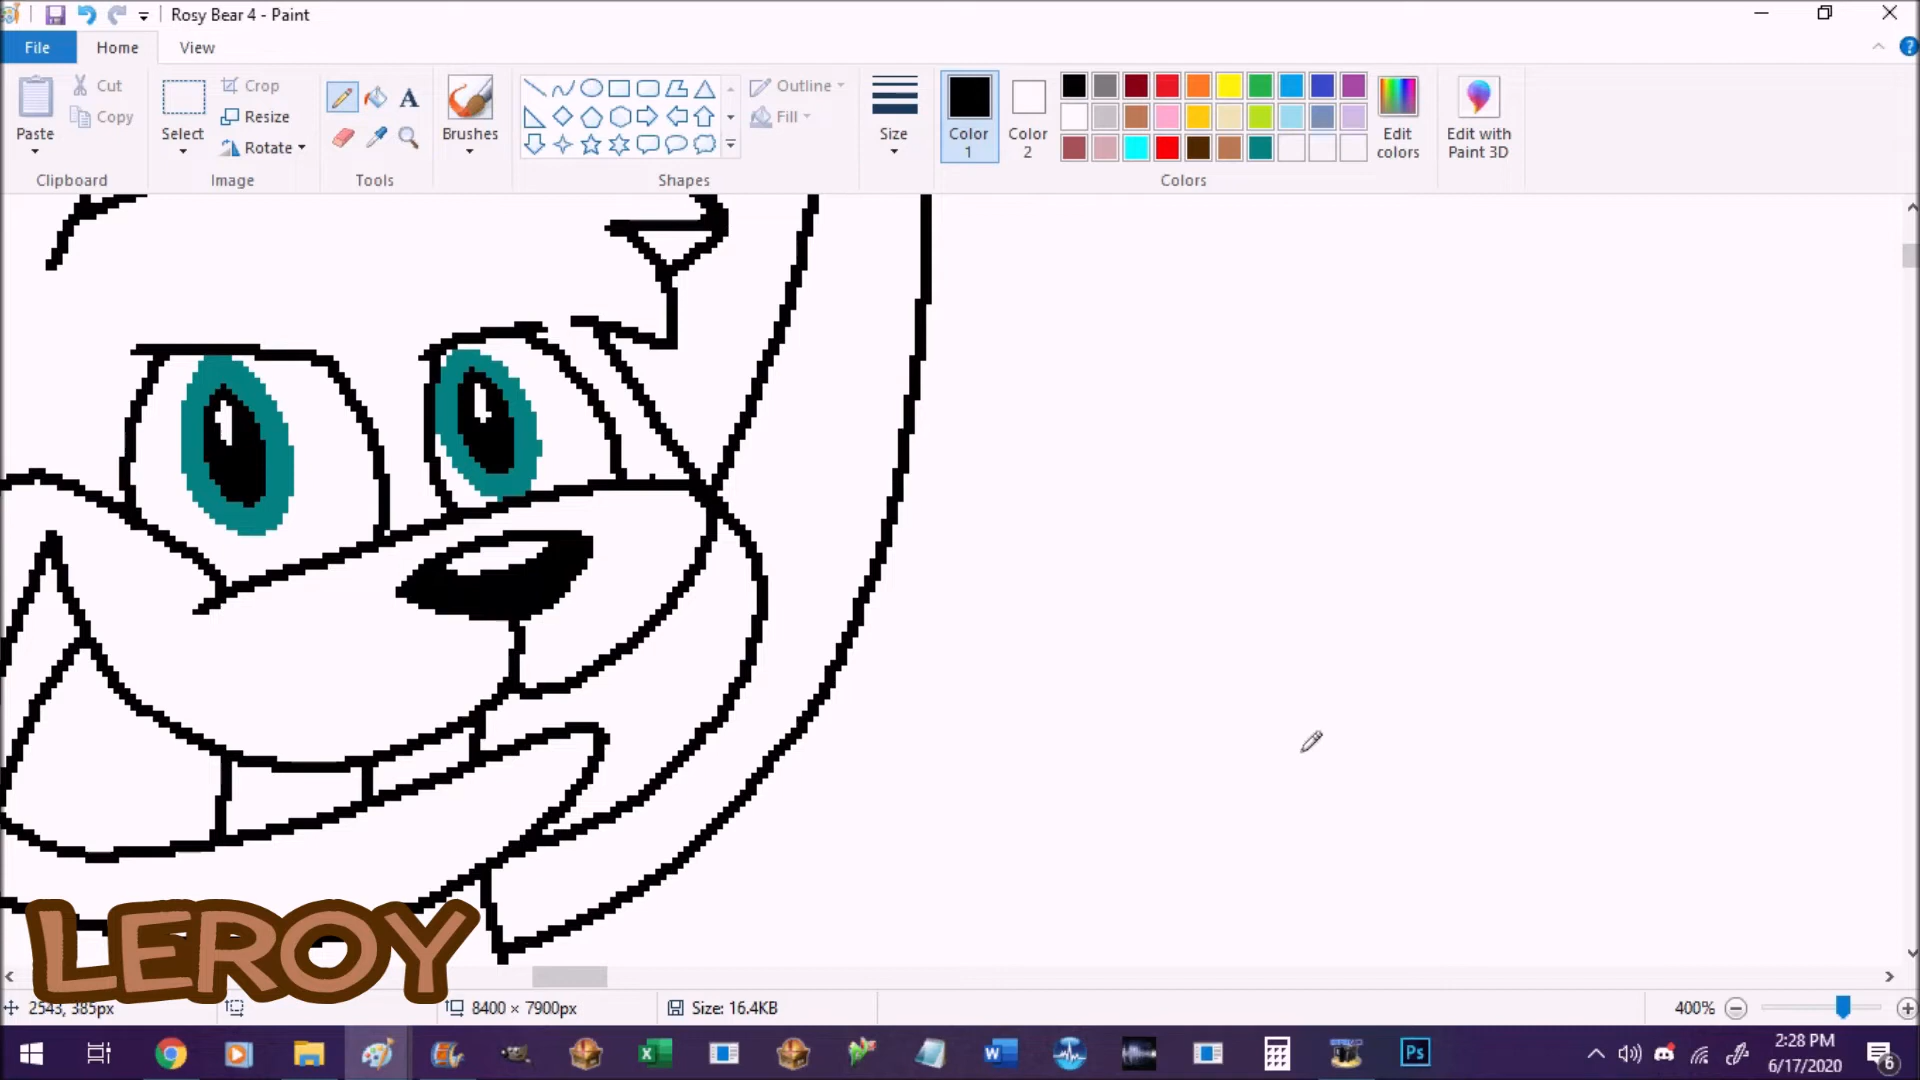 Rosy Bear 4 - Paint
File Home View
Paste Cut Copy Clipboard
Select Crop Resize Rotate Image
Tools
Brushes
Shapes
Outline Fill
Size
Color 1
Color 2
Colors
Edit colors
Edit with Paint 3D
LEROY
2543, 385px
8400 × 7900px
Size: 16.4KB
400%
2:28 PM
6/17/2020
6